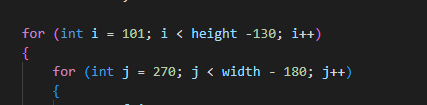 for (int i = 101; i < height -130; i++)
{
for (int j = 270; j < width - 180; j++)
{